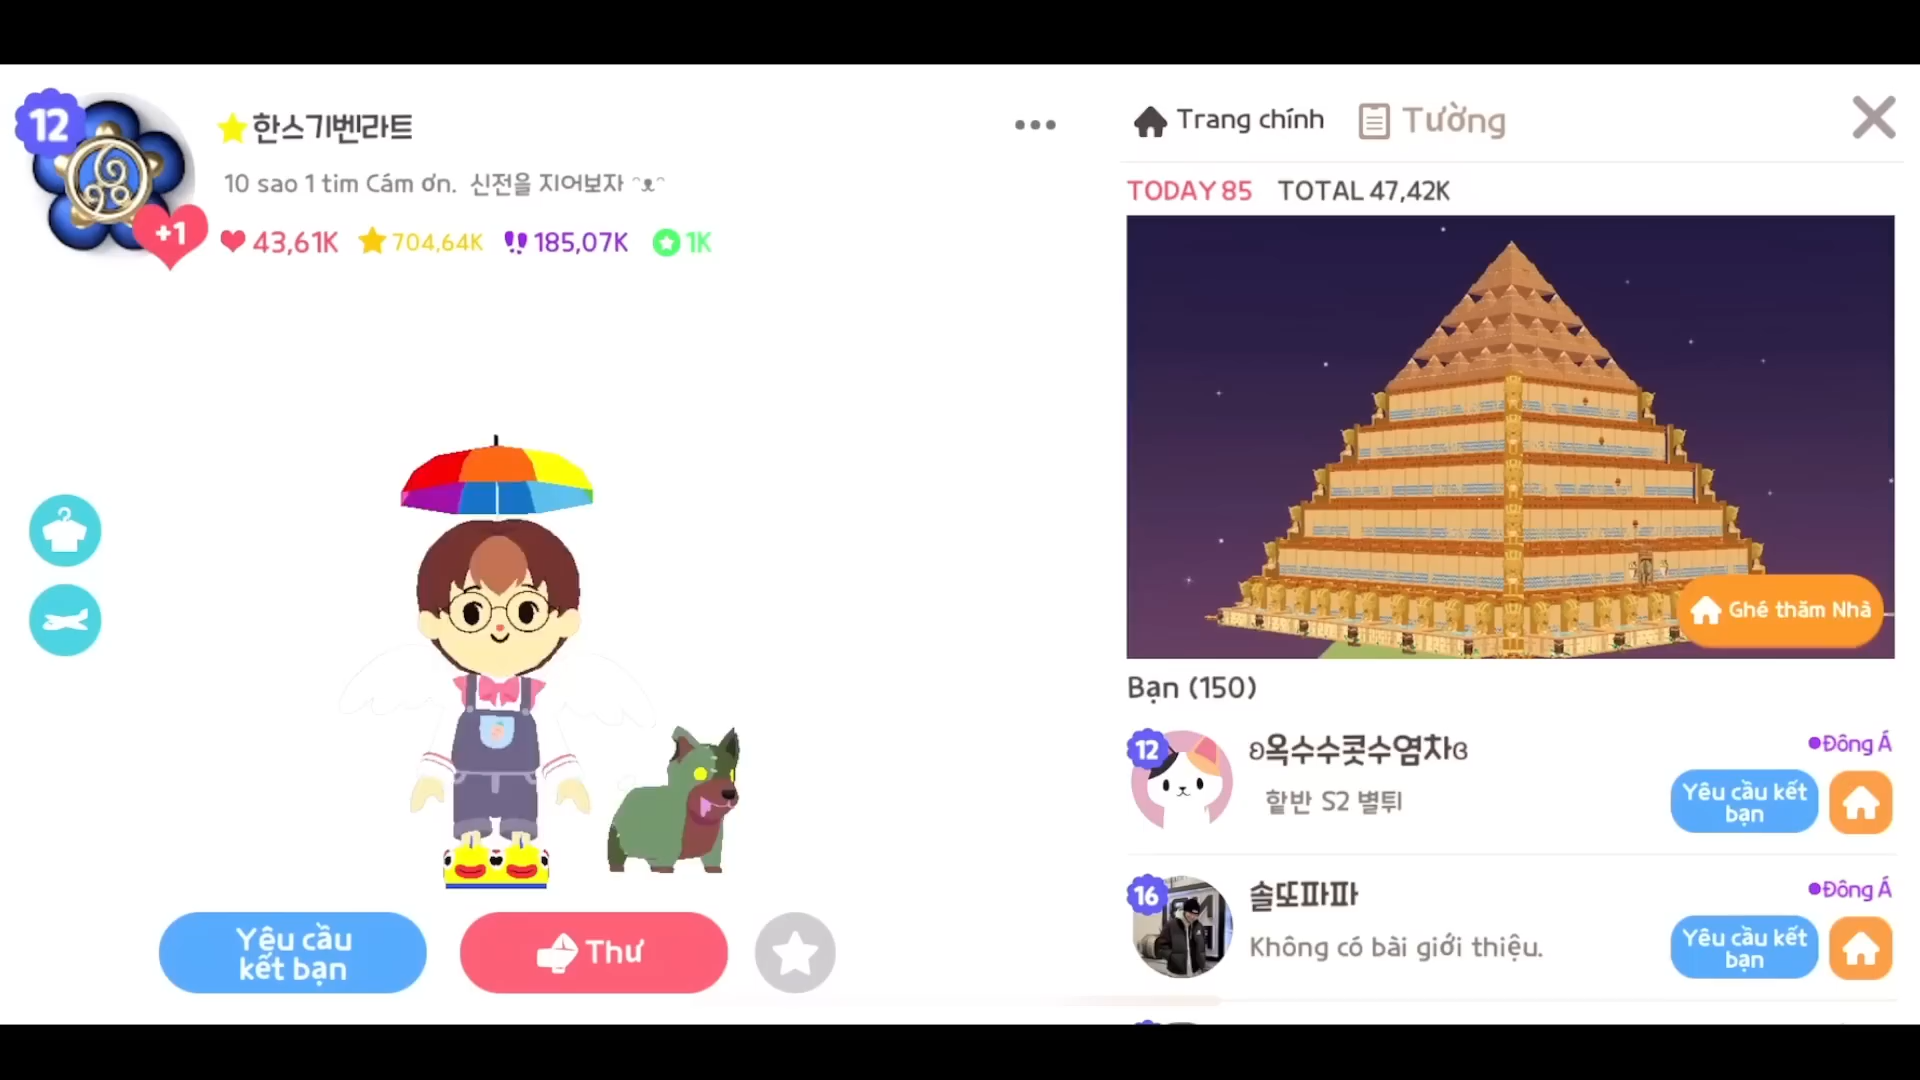 12
한스기벤라트
10 sao 1 tim Cám ơn. 신전을 지어보자 ᵔᴥᵔ
+1
43,61K 704,64K 185,07K 1K
Yêu cầu
kết bạn
Thư
Trang chính Tường
TODAY 85 TOTAL 47,42K
Ghé thăm Nhà
Bạn (150)
12
ʚ옥수수콧수염차ɞ
핥반 S2 별튀
Đông Á
Yêu cầu kết
bạn
16
솔또파파
Không có bài giới thiệu.
Đông Á
Yêu cầu kết
bạn